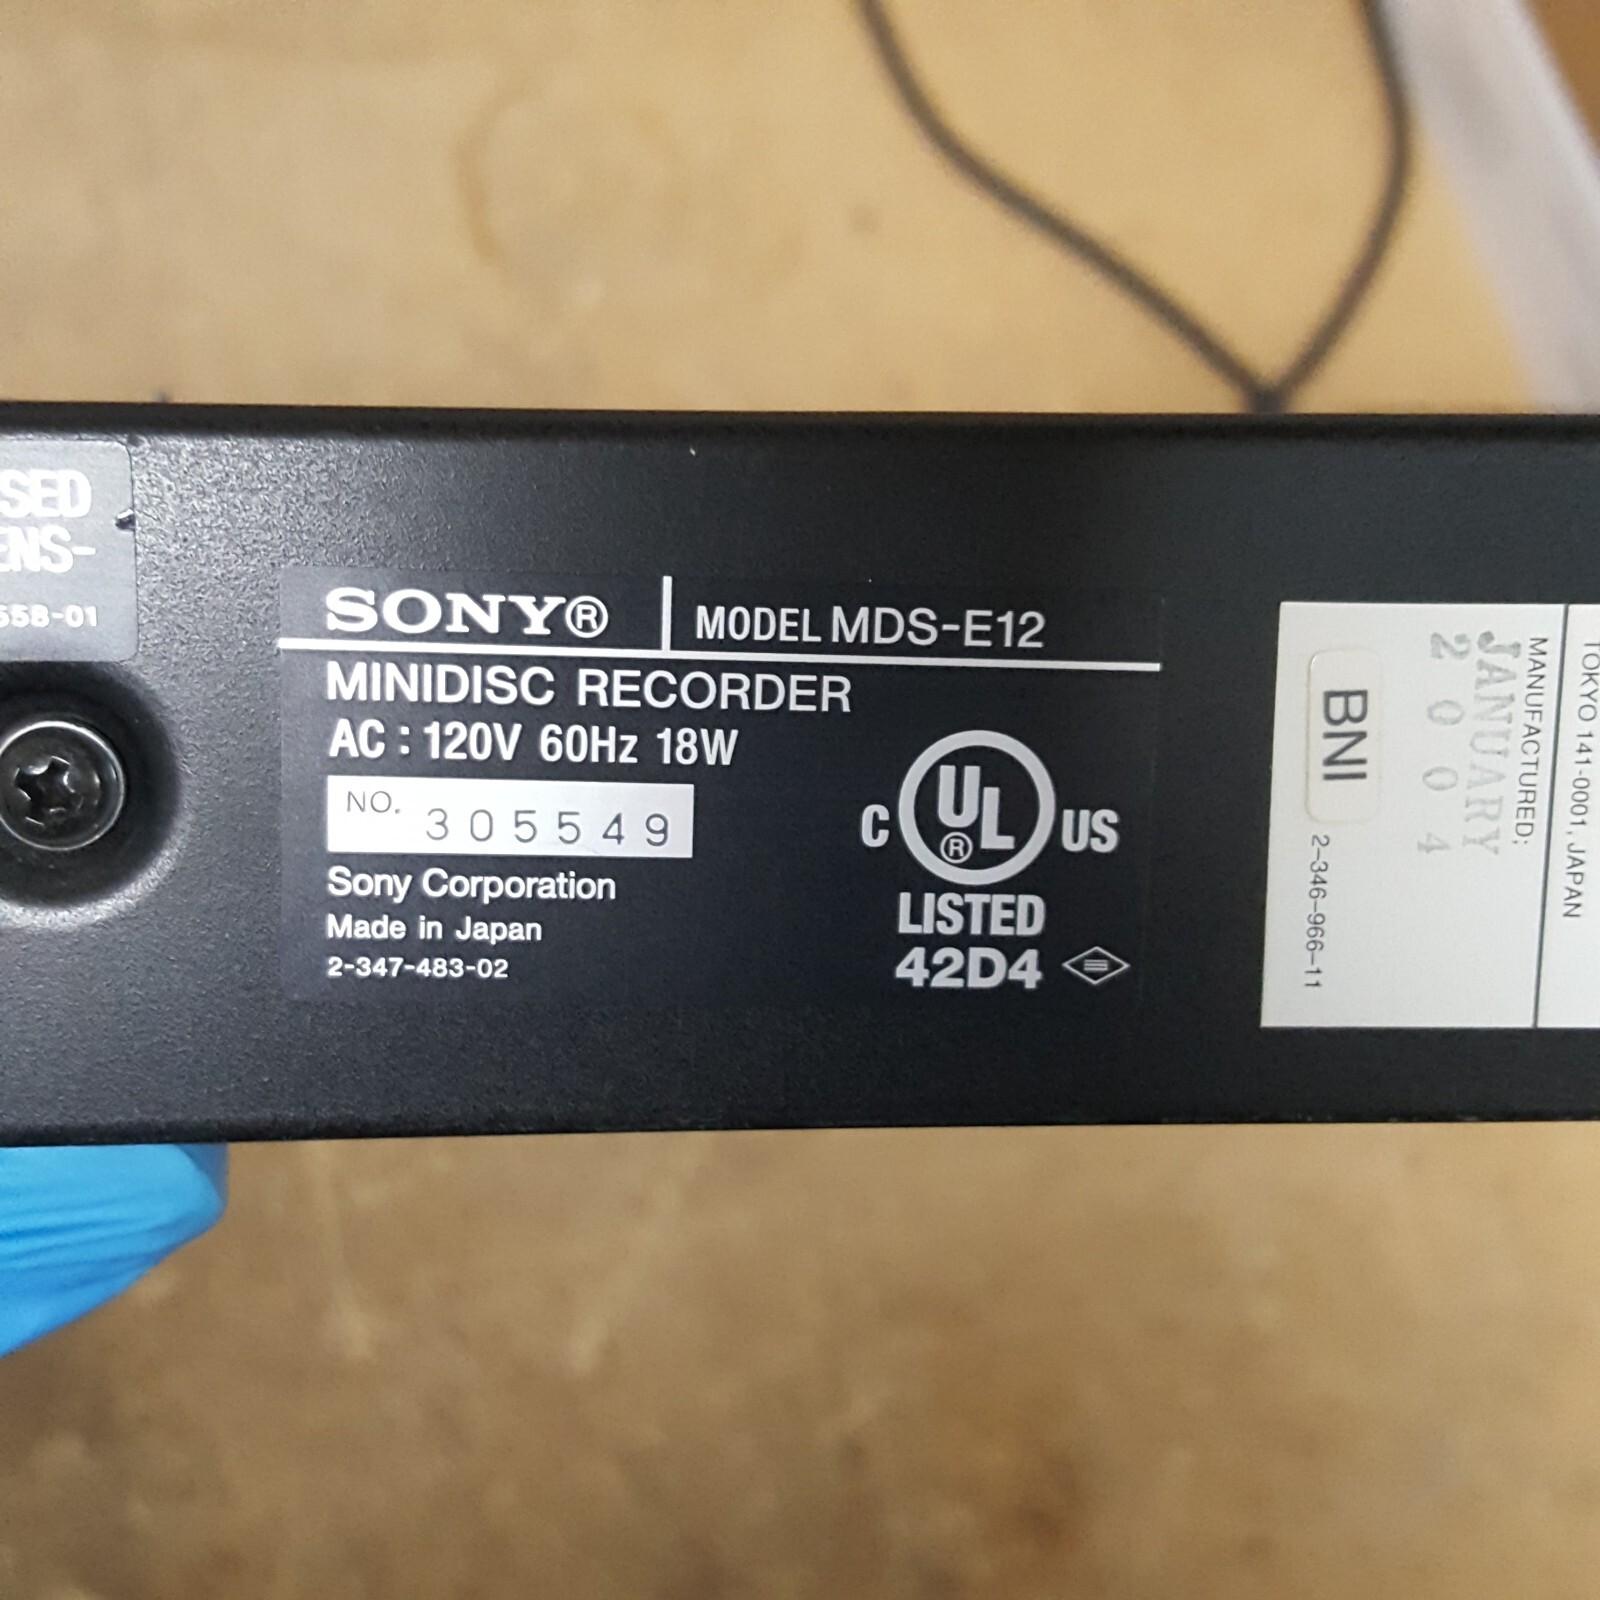 SED
ENS-
558-01
SONY®
MODEL MDS-E12
MINIDISC RECORDER
AC : 120V 60Hz 18W
NO. 305549
Sony Corporation
Made in Japan
2-347-483-02
C UL® US
LISTED
42D4
TOKYO 141-0001, JAPAN
MANUFACTURED;
JANUARY
2004
BNI
2-346-966-11